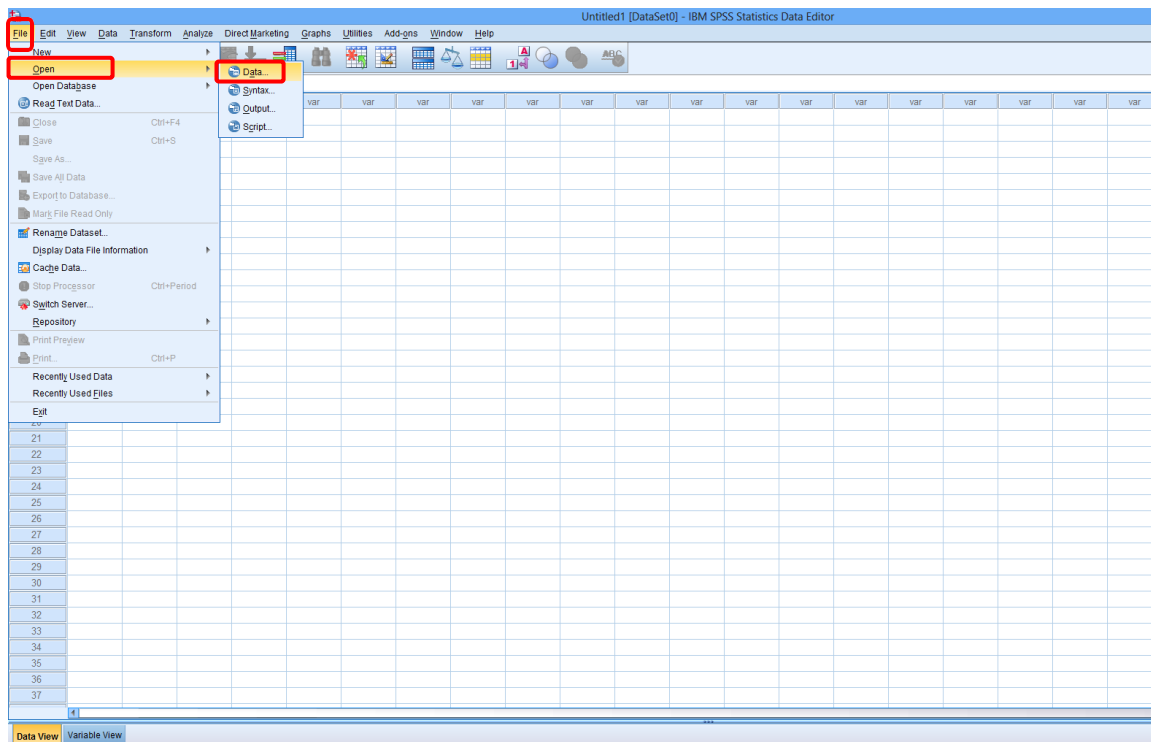 Untitled1 [DataSet0] - IBM SPSS Statistics Data Editor
File Edit View Data Transform Analyze Direct Marketing Graphs Utilities Add-ons Window Help
New
Open
Open Database
Read Text Data...
Close Ctrl+F4
Save Ctrl+S
Save As...
Save All Data
Export to Database...
Mark File Read Only
Rename Dataset...
Display Data File Information
Cache Data...
Stop Processor Ctrl+Period
Switch Server...
Repository
Print Preview
Print... Ctrl+P
Recently Used Data
Recently Used Files
Exit
Data...
Syntax...
Output...
Script...
A
1
ABC
var var var var var var var var var var var var var var var var
20
21
22
23
24
25
26
27
28
29
30
31
32
33
34
35
36
37
Data View Variable View